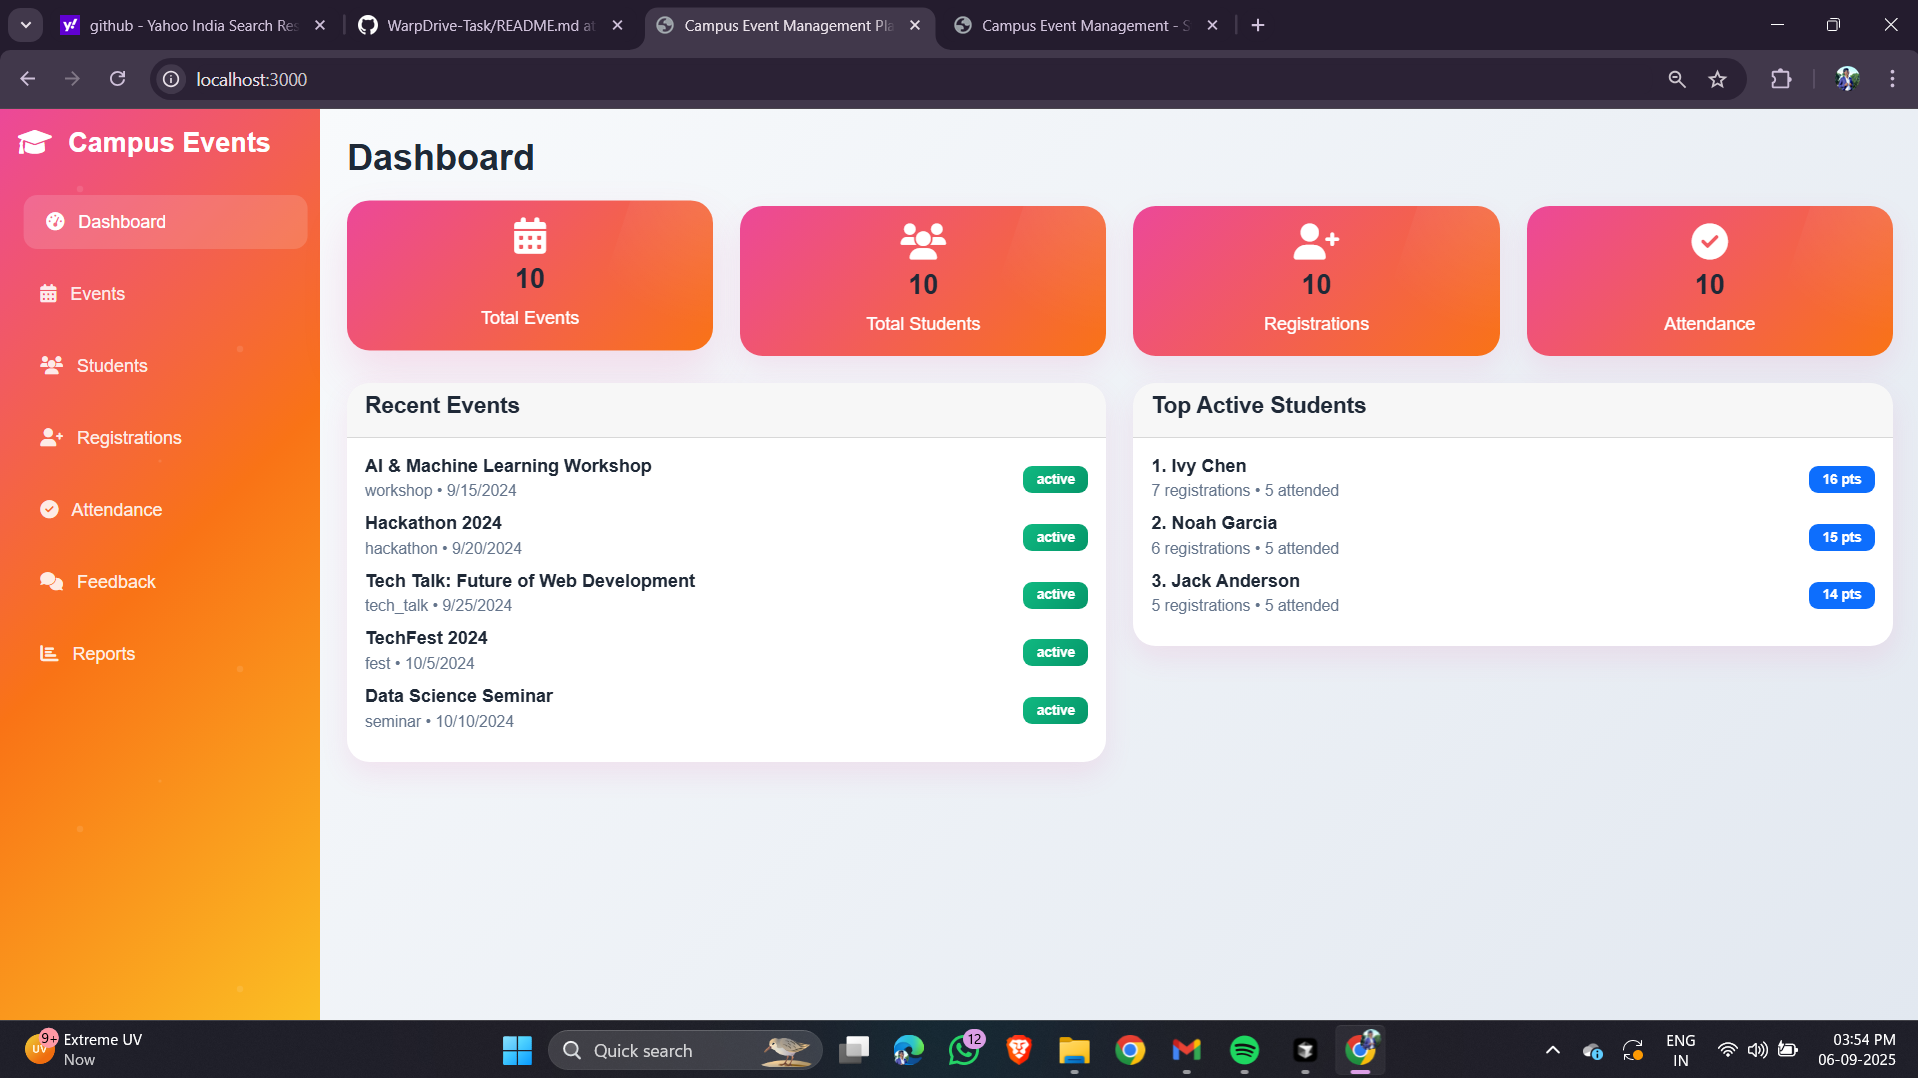 github - Yahoo India Search Res
WarpDrive-Task/README.md at
Campus Event Management Pla
Campus Event Management - S
localhost:3000
Campus Events
Dashboard
Events
Students
Registrations
Attendance
Feedback
Reports
Dashboard
10
Total Events
10
Total Students
10
Registrations
10
Attendance
Recent Events
AI & Machine Learning Workshop
workshop • 9/15/2024
active
Hackathon 2024
hackathon • 9/20/2024
active
Tech Talk: Future of Web Development
tech_talk • 9/25/2024
active
TechFest 2024
fest • 10/5/2024
active
Data Science Seminar
seminar • 10/10/2024
active
Top Active Students
1. Ivy Chen
7 registrations • 5 attended
16 pts
2. Noah Garcia
6 registrations • 5 attended
15 pts
3. Jack Anderson
5 registrations • 5 attended
14 pts
UV
9+
Extreme UV
Now
Quick search
12
ENG
IN
03:54 PM
06-09-2025